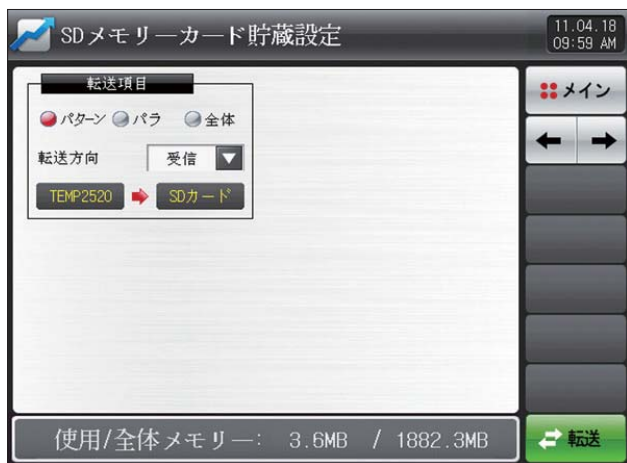 SDメモリーカード貯蔵設定
11.04.18
09:59 AM
転送項目
パターン パラ 全体
転送方向 受信
TEMP2520 SDカード
メイン
使用/全体メモリー: 3.6MB / 1882.3MB
転送